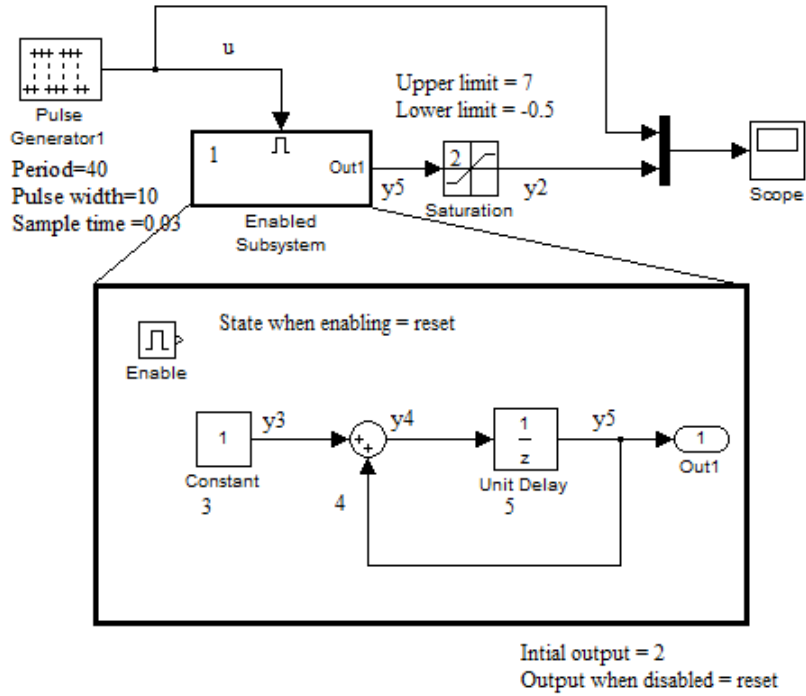 u
Pulse
Generator1
Period=40
Pulse width=10
Sample time =0.03
1
Out1
Enabled
Subsystem
y5
Upper limit = 7
Lower limit = -0.5
2
Saturation
y2
Scope
State when enabling = reset
Enable
1
Constant
3
y3
4
y4
1
z
Unit Delay
5
y5
1
Out1
Intial output = 2
Output when disabled = reset